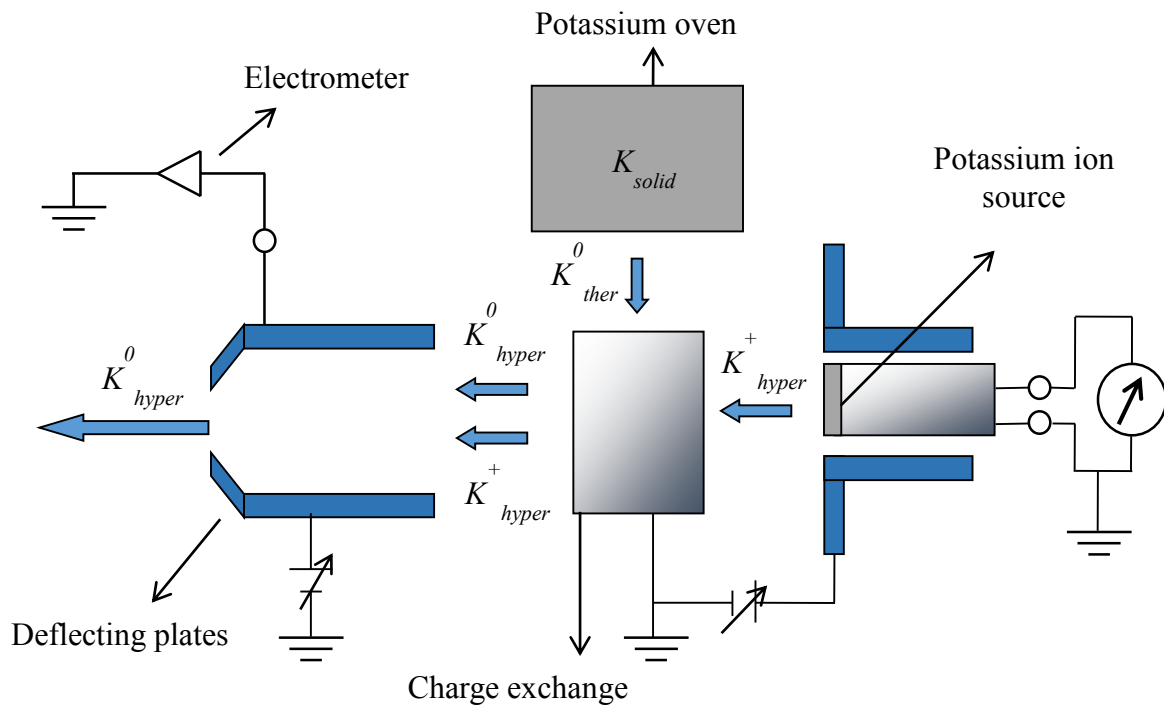 Potassium oven
Electrometer
K_solid
Potassium ion
source
K^0_ther
K^0_hyper
K^+_hyper
K^0_hyper
K^+_hyper
Deflecting plates
Charge exchange